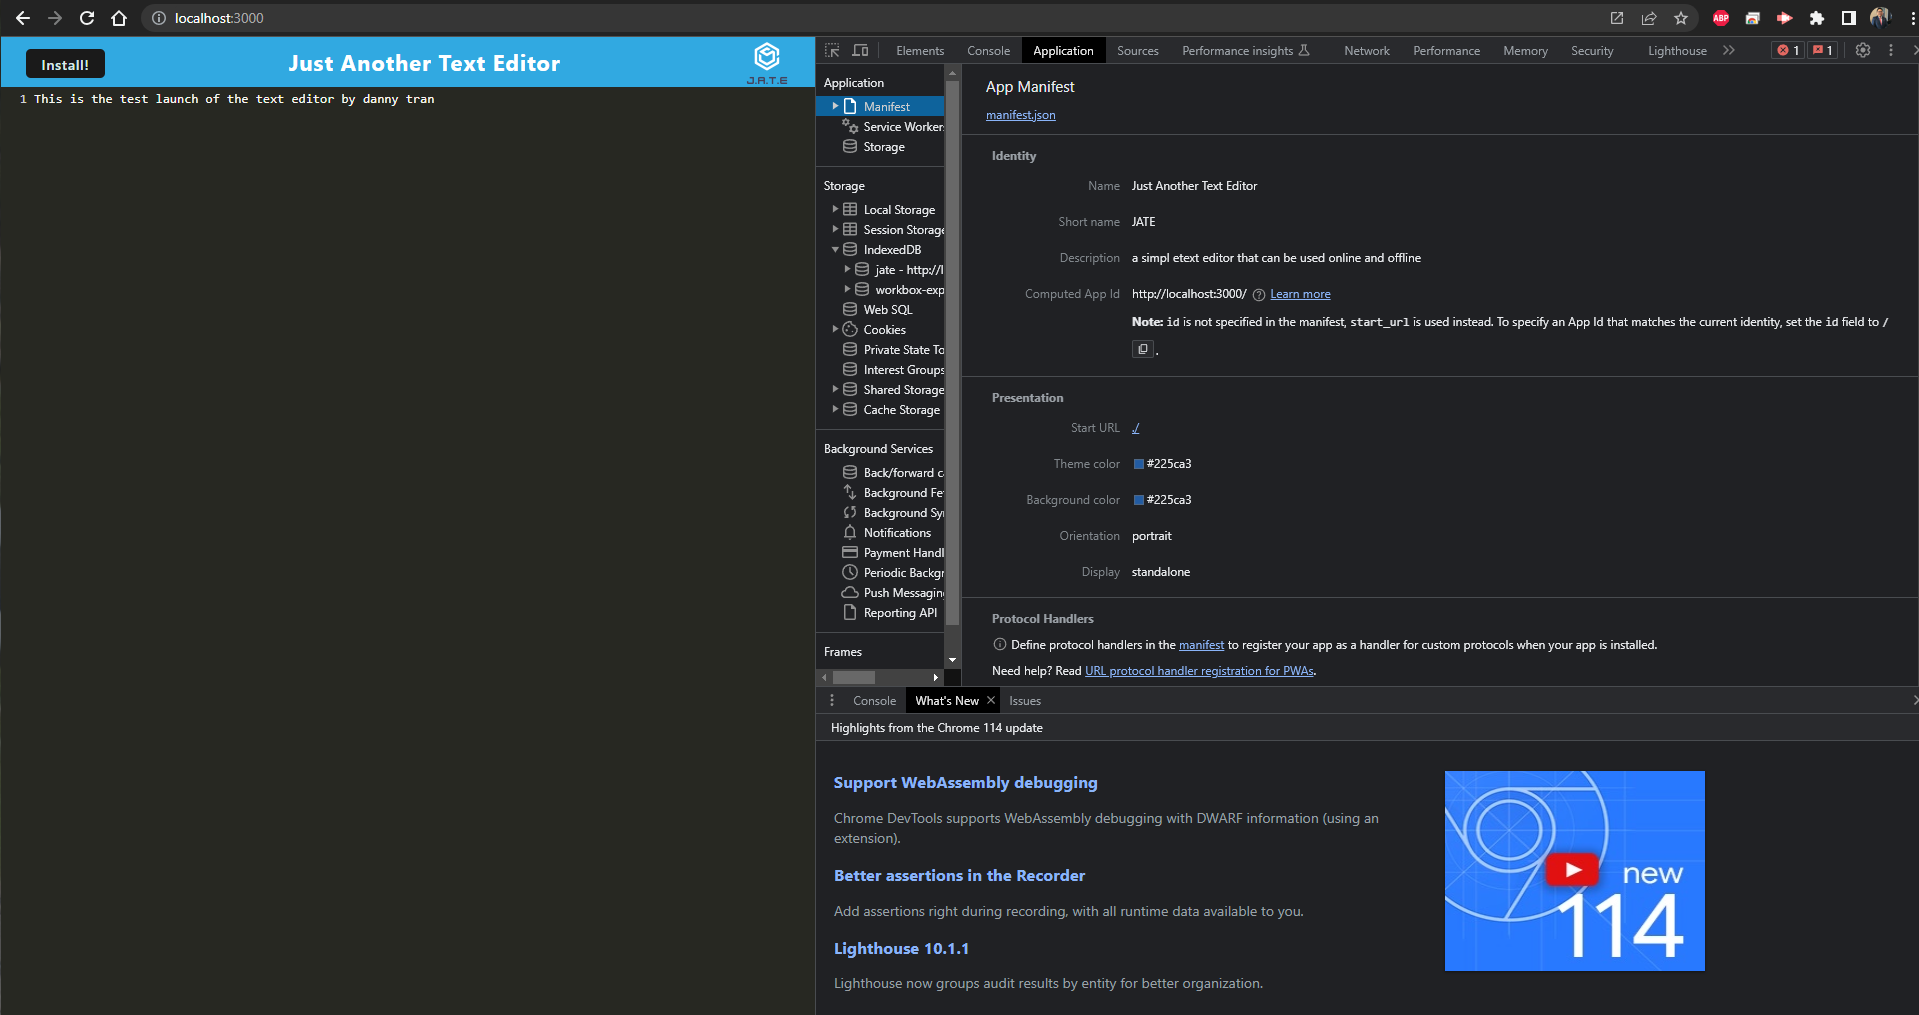 localhost:3000
ABP
Install!
Just Another Text Editor
J.A.T.E
1 This is the test launch of the text editor by danny tran
Elements Console Application Sources Performance insights Network Performance Memory Security Lighthouse 1 1
Application
Manifest
Service Workers
Storage
Storage
Local Storage
Session Storage
IndexedDB
jate - http://l
workbox-exp
Web SQL
Cookies
Private State To
Interest Groups
Shared Storage
Cache Storage
Background Services
Back/forward c
Background Fe
Background Sy
Notifications
Payment Handl
Periodic Backgr
Push Messaging
Reporting API
Frames
App Manifest
manifest.json
Identity
Name Just Another Text Editor
Short name JATE
Description a simpl etext editor that can be used online and offline
Computed App Id http://localhost:3000/ Learn more
Note: id is not specified in the manifest, start_url is used instead. To specify an App Id that matches the current identity, set the id field to /
.
Presentation
Start URL ./
Theme color #225ca3
Background color #225ca3
Orientation portrait
Display standalone
Protocol Handlers
Define protocol handlers in the manifest to register your app as a handler for custom protocols when your app is installed.
Need help? Read URL protocol handler registration for PWAs.
Console What's New Issues
Highlights from the Chrome 114 update
Support WebAssembly debugging
Chrome DevTools supports WebAssembly debugging with DWARF information (using an
extension).
Better assertions in the Recorder
Add assertions right during recording, with all runtime data available to you.
Lighthouse 10.1.1
Lighthouse now groups audit results by entity for better organization.
new
114